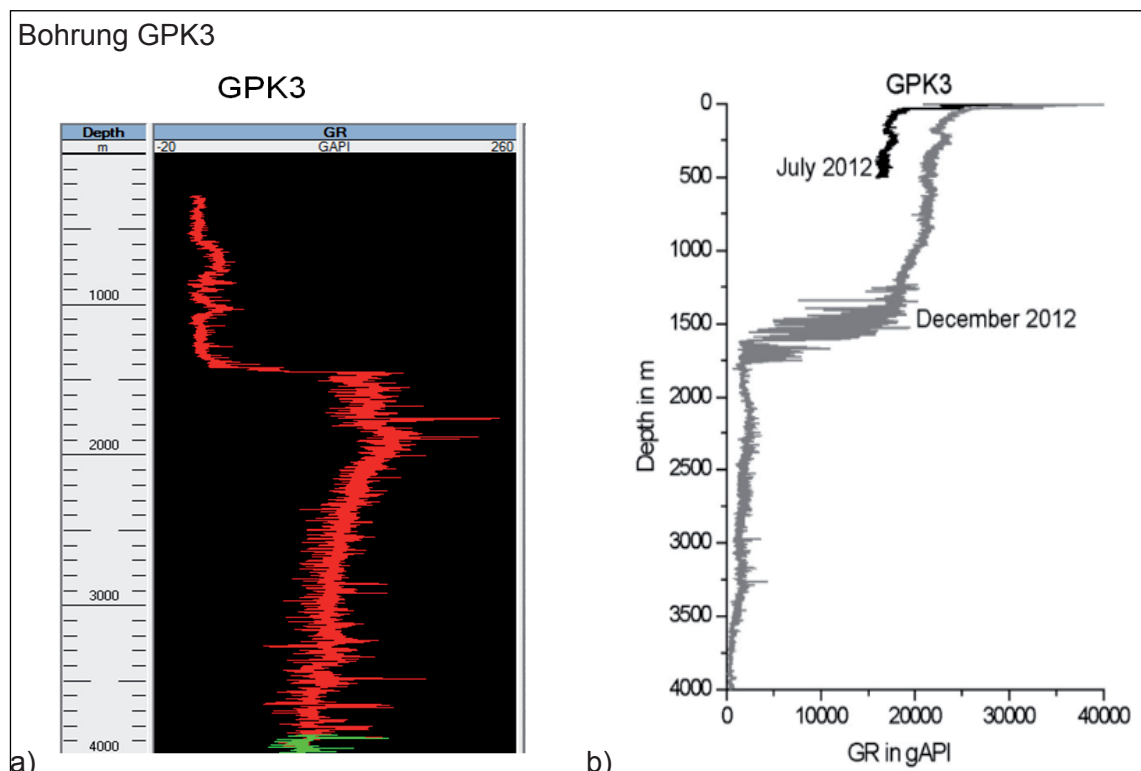 Bohrung GPK3
GPK3
Depth
m
GR
-20 GAPI 260
1000
2000
3000
4000
a)
GPK3
0
500
1000
1500
2000
2500
3000
3500
4000
Depth in m
July 2012
December 2012
0 10000 20000 30000 40000
GR in gAPI
b)